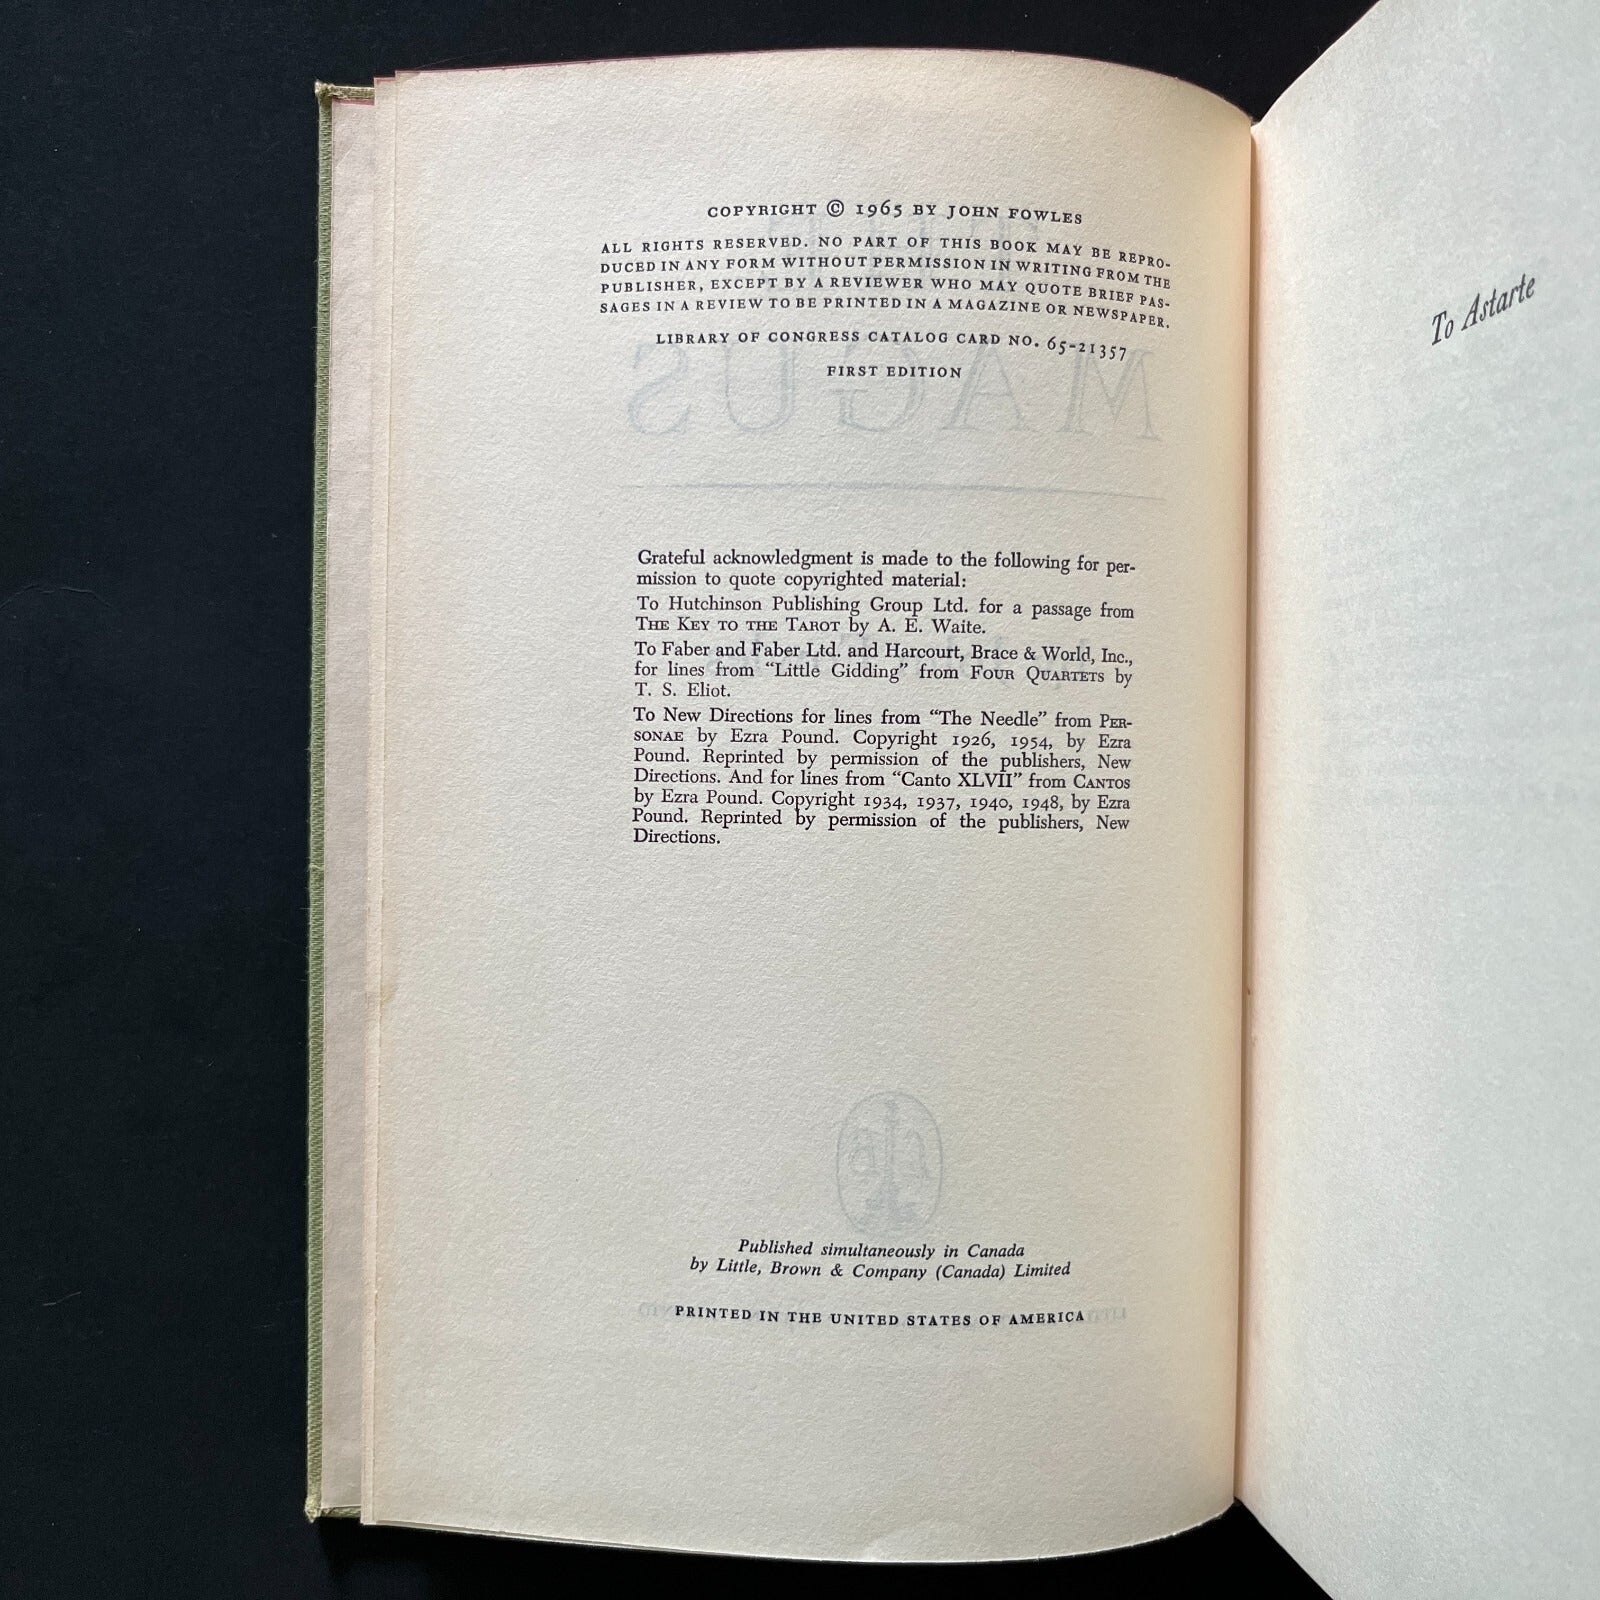 COPYRIGHT © 1965 BY JOHN FOWLES
ALL RIGHTS RESERVED. NO PART OF THIS BOOK MAY BE REPRO-
DUCED IN ANY FORM WITHOUT PERMISSION IN WRITING FROM THE
PUBLISHER, EXCEPT BY A REVIEWER WHO MAY QUOTE BRIEF PAS-
SAGES IN A REVIEW TO BE PRINTED IN A MAGAZINE OR NEWSPAPER.
LIBRARY OF CONGRESS CATALOG CARD NO. 65-21357
FIRST EDITION
MAGUS
Grateful acknowledgment is made to the following for per-
mission to quote copyrighted material:
To Hutchinson Publishing Group Ltd. for a passage from
THE KEY TO THE TAROT by A. E. Waite.
To Faber and Faber Ltd. and Harcourt, Brace & World, Inc.,
for lines from "Little Gidding" from FOUR QUARTETS by
T. S. Eliot.
To New Directions for lines from "The Needle" from PER-
SONAE by Ezra Pound. Copyright 1926, 1954, by Ezra
Pound. Reprinted by permission of the publishers, New
Directions. And for lines from "Canto XLVII" from CANTOS
by Ezra Pound. Copyright 1934, 1937, 1940, 1948, by Ezra
Pound. Reprinted by permission of the publishers, New
Directions.
Published simultaneously in Canada
by Little, Brown & Company (Canada) Limited
PRINTED IN THE UNITED STATES OF AMERICA
To Astarte